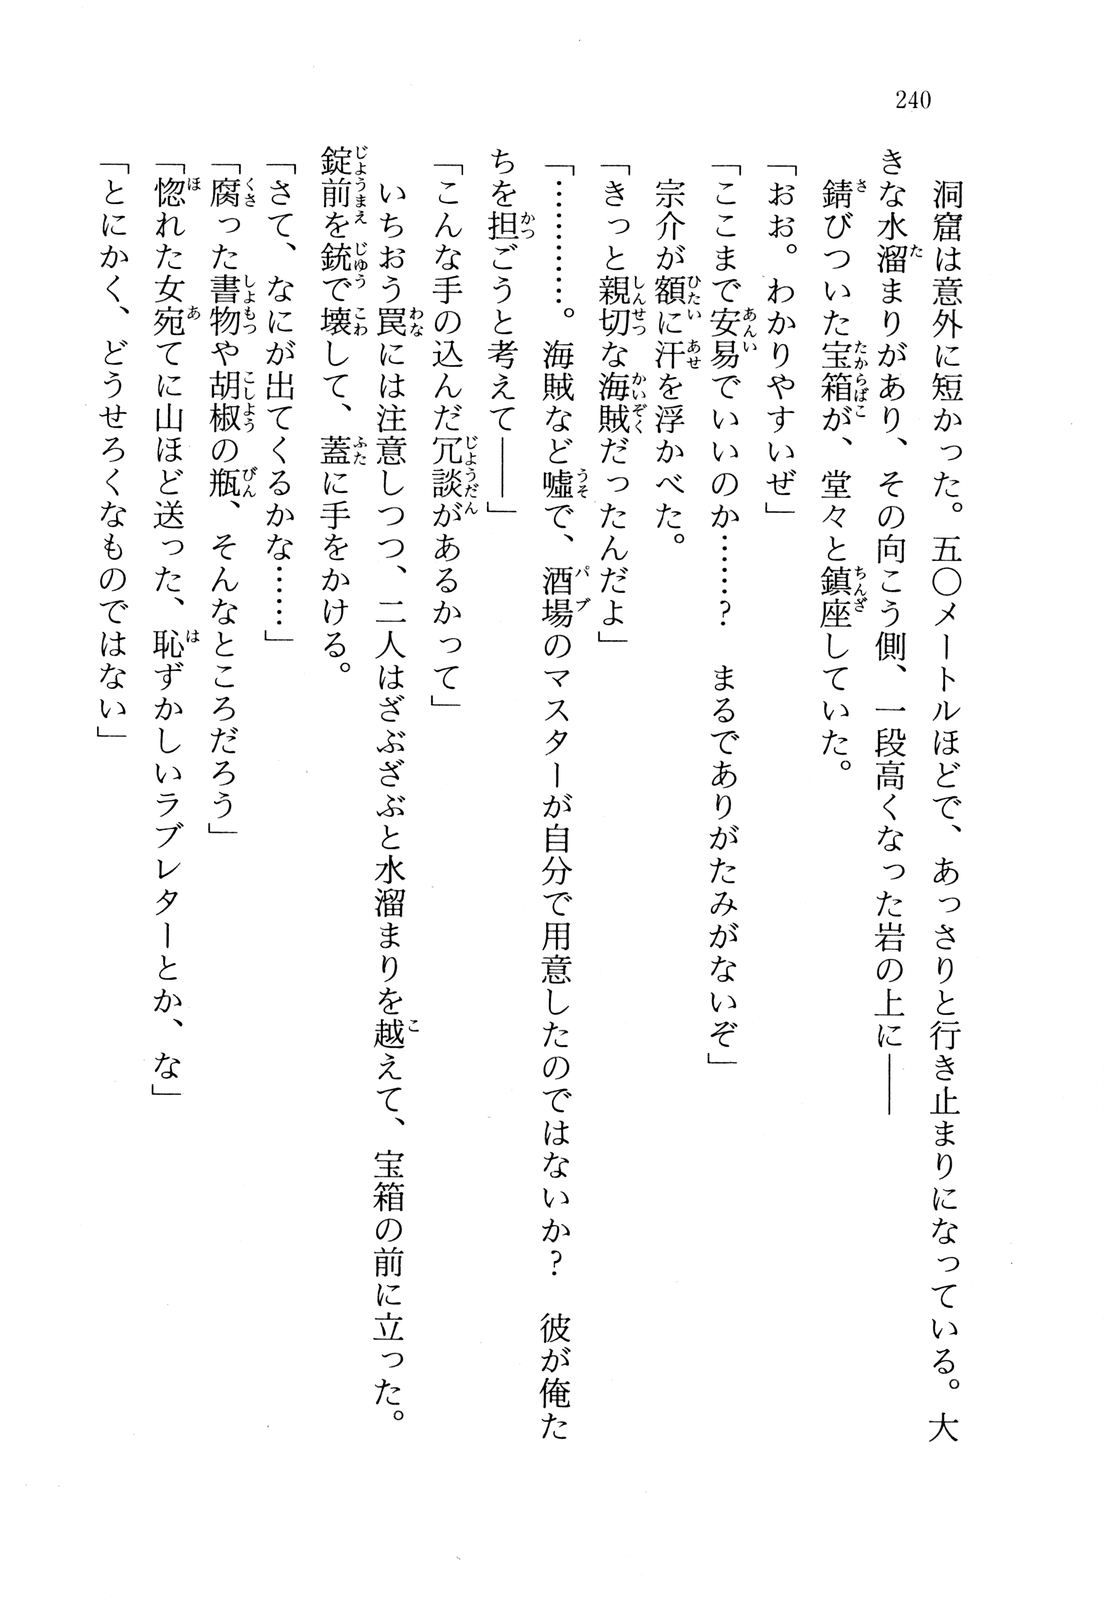 240
洞窟は意外に短かった。五〇メートルほどで、あっさりと行き止まりになっている。大
きな水溜まりがあり、その向こう側、一段高くなった岩の上に――
錆びついた宝箱が、堂々と鎮座していた。
「おお。わかりやすいぜ」
「ここまで安易でいいのか……？　まるでありがたみがないぞ」
宗介が額に汗を浮かべた。
「きっと親切な海賊だったんだよ」
「…………。海賊など嘘で、酒場のマスターが自分で用意したのではないか？　彼が俺た
ちを担ごうと考えて――」
「こんな手の込んだ冗談があるかって」
いちおう罠には注意しつつ、二人はざぶざぶと水溜まりを越えて、宝箱の前に立った。
錠前を銃で壊して、蓋に手をかける。
「さて、なにが出てくるかな……」
「腐った書物や胡椒の瓶、そんなところだろう」
「惚れた女宛てに山ほど送った、恥ずかしいラブレターとか、な」
「とにかく、どうせろくなものではない」